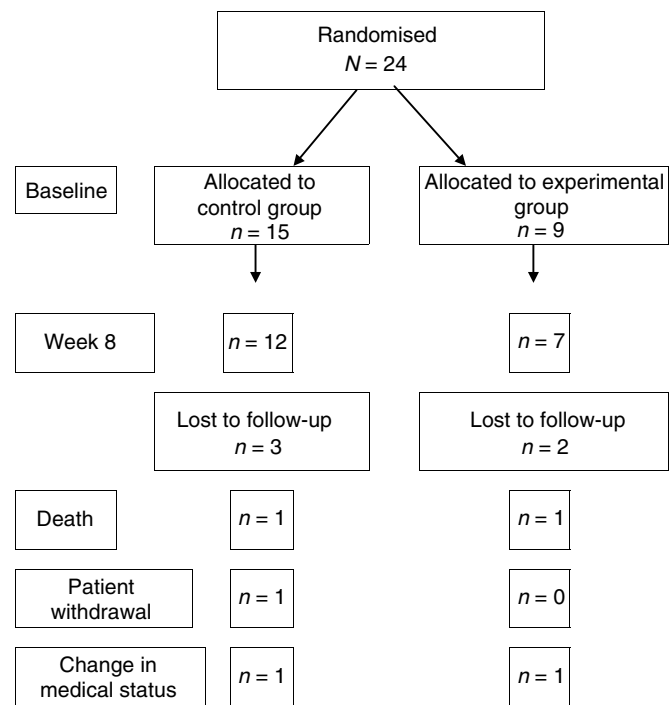 Randomised
N = 24
Baseline
Allocated to
control group
n = 15
Allocated to experimental
group
n = 9
Week 8
n = 12
n = 7
Lost to follow-up
n = 3
Lost to follow-up
n = 2
Death
n = 1
n = 1
Patient
withdrawal
n = 1
n = 0
Change in
medical status
n = 1
n = 1